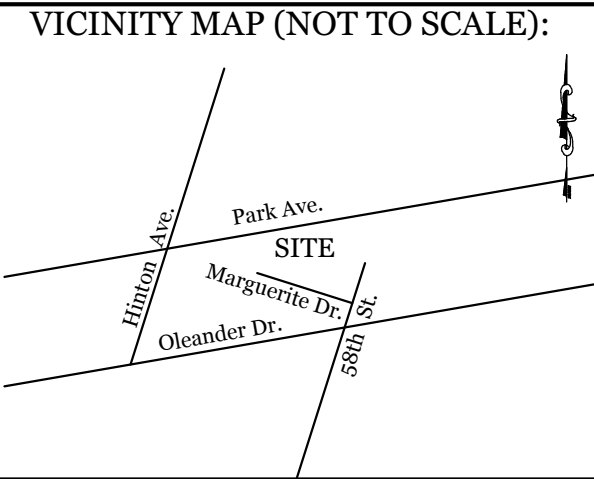 VICINITY MAP (NOT TO SCALE):
Park Ave.
Hinton Ave.
SITE
Marguerite Dr.
58th St.
Oleander Dr.